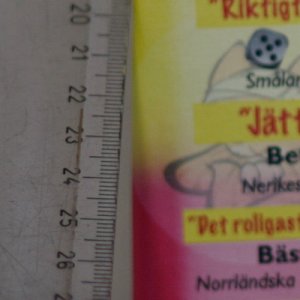 20
21
22
23
24
25
26
"Riktigt
Smålan
"Jätt
Be
Nerikes
"Det roligast
Bäs
Norrländska